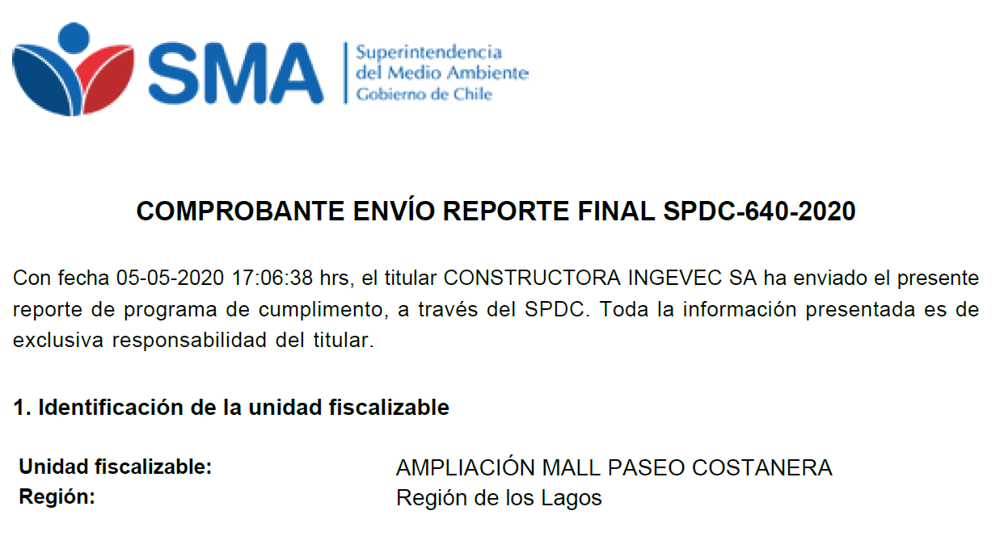 SMA
Superintendencia
del Medio Ambiente
Gobierno de Chile
COMPROBANTE ENVÍO REPORTE FINAL SPDC-640-2020
Con fecha 05-05-2020 17:06:38 hrs, el titular CONSTRUCTORA INGEVEC SA ha enviado el presente
reporte de programa de cumplimento, a través del SPDC. Toda la información presentada es de
exclusiva responsabilidad del titular.
1. Identificación de la unidad fiscalizable
Unidad fiscalizable: AMPLIACIÓN MALL PASEO COSTANERA
Región: Región de los Lagos